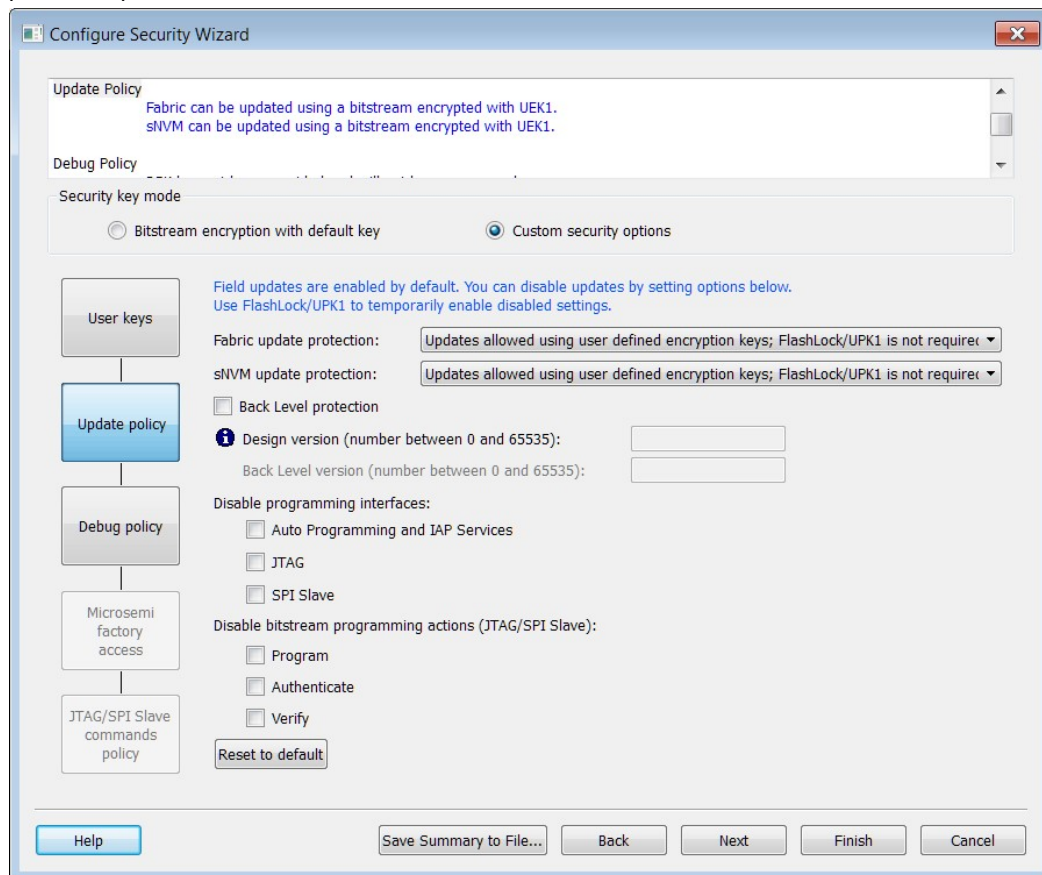 Configure Security Wizard
Update Policy
Fabric can be updated using a bitstream encrypted with UEK1.
sNVM can be updated using a bitstream encrypted with UEK1.
Debug Policy
Security key mode
Bitstream encryption with default key
Custom security options
User keys
Update policy
Debug policy
Microsemi
factory
access
JTAG/SPI Slave
commands
policy
Field updates are enabled by default. You can disable updates by setting options below.
Use FlashLock/UPK1 to temporarily enable disabled settings.
Fabric update protection: Updates allowed using user defined encryption keys; FlashLock/UPK1 is not require
sNVM update protection: Updates allowed using user defined encryption keys; FlashLock/UPK1 is not require
Back Level protection
Design version (number between 0 and 65535):
Back Level version (number between 0 and 65535):
Disable programming interfaces:
Auto Programming and IAP Services
JTAG
SPI Slave
Disable bitstream programming actions (JTAG/SPI Slave):
Program
Authenticate
Verify
Reset to default
Help
Save Summary to File...
Back
Next
Finish
Cancel